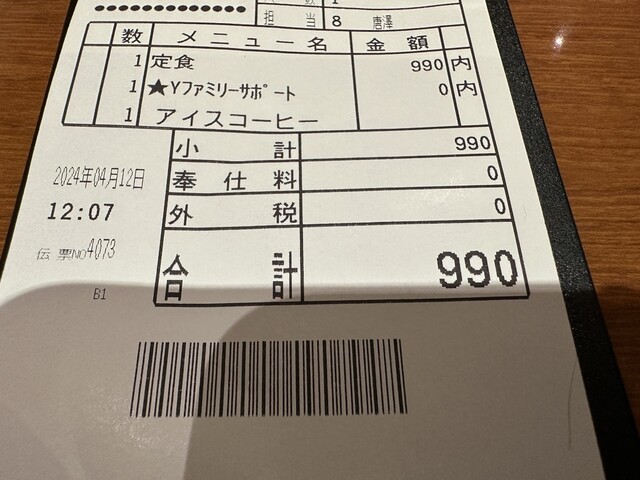 担当 8 唐澤
数 メニュー名 金額
1 定食 990 内
1 ★Yファミリーサポート 0 内
1 アイスコーヒー
小計 990
奉仕料 0
外税 0
合計 990
2024年04月12日
12:07
伝票NO4073
B1